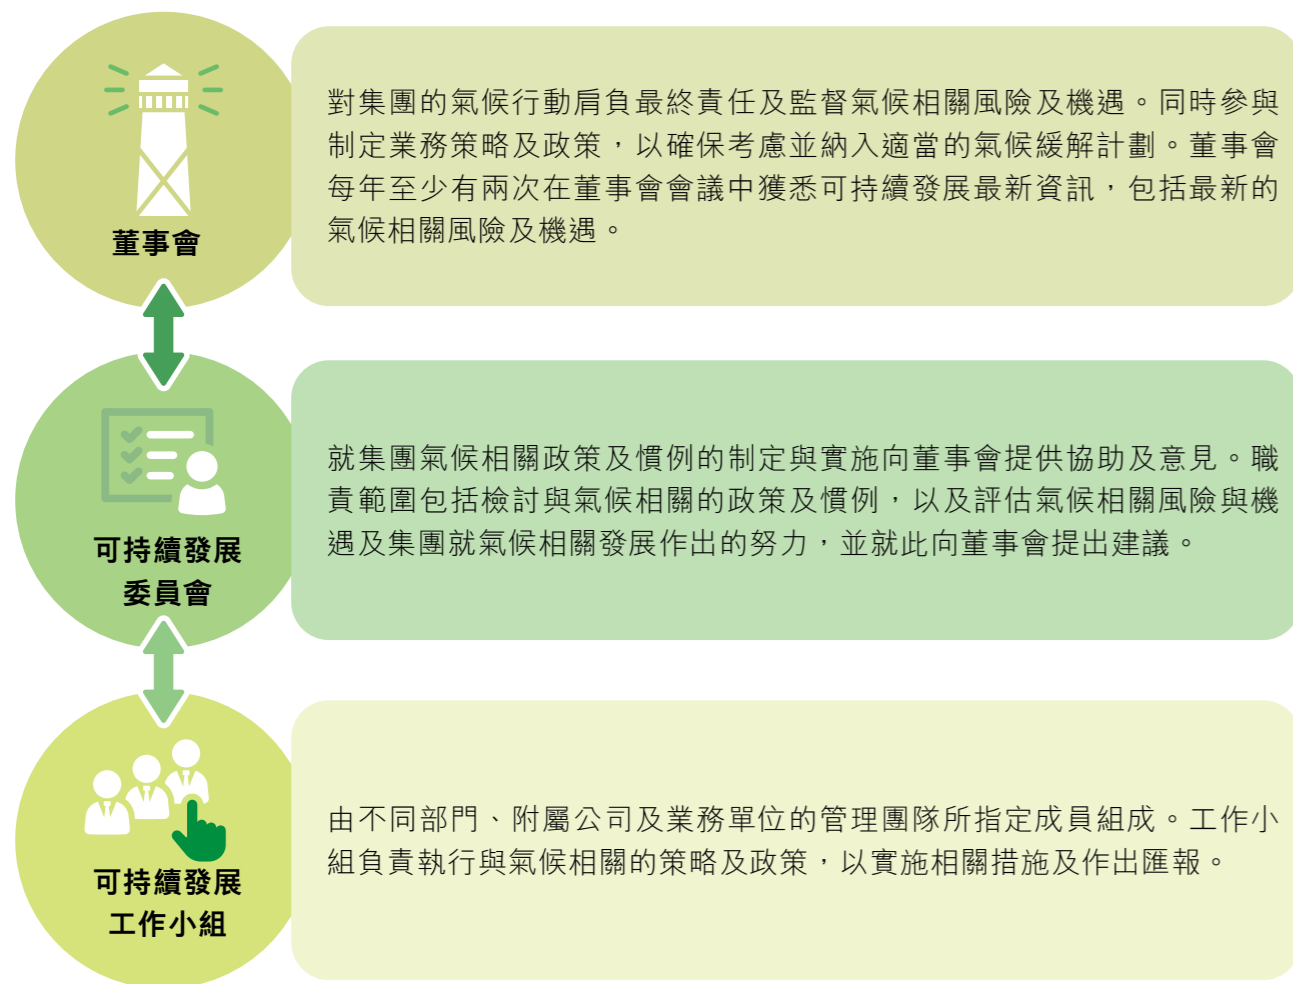 董事會
對集團的氣候行動肩負最終責任及監督氣候相關風險及機遇。同時參與
制定業務策略及政策，以確保考慮並納入適當的氣候緩解計劃。董事會
每年至少有兩次在董事會會議中獲悉可持續發展最新資訊，包括最新的
氣候相關風險及機遇。
可持續發展
委員會
就集團氣候相關政策及慣例的制定與實施向董事會提供協助及意見。職
責範圍包括檢討與氣候相關的政策及慣例，以及評估氣候相關風險與機
遇及集團就氣候相關發展作出的努力，並就此向董事會提出建議。
可持續發展
工作小組
由不同部門、附屬公司及業務單位的管理團隊所指定成員組成。工作小
組負責執行與氣候相關的策略及政策，以實施相關措施及作出匯報。